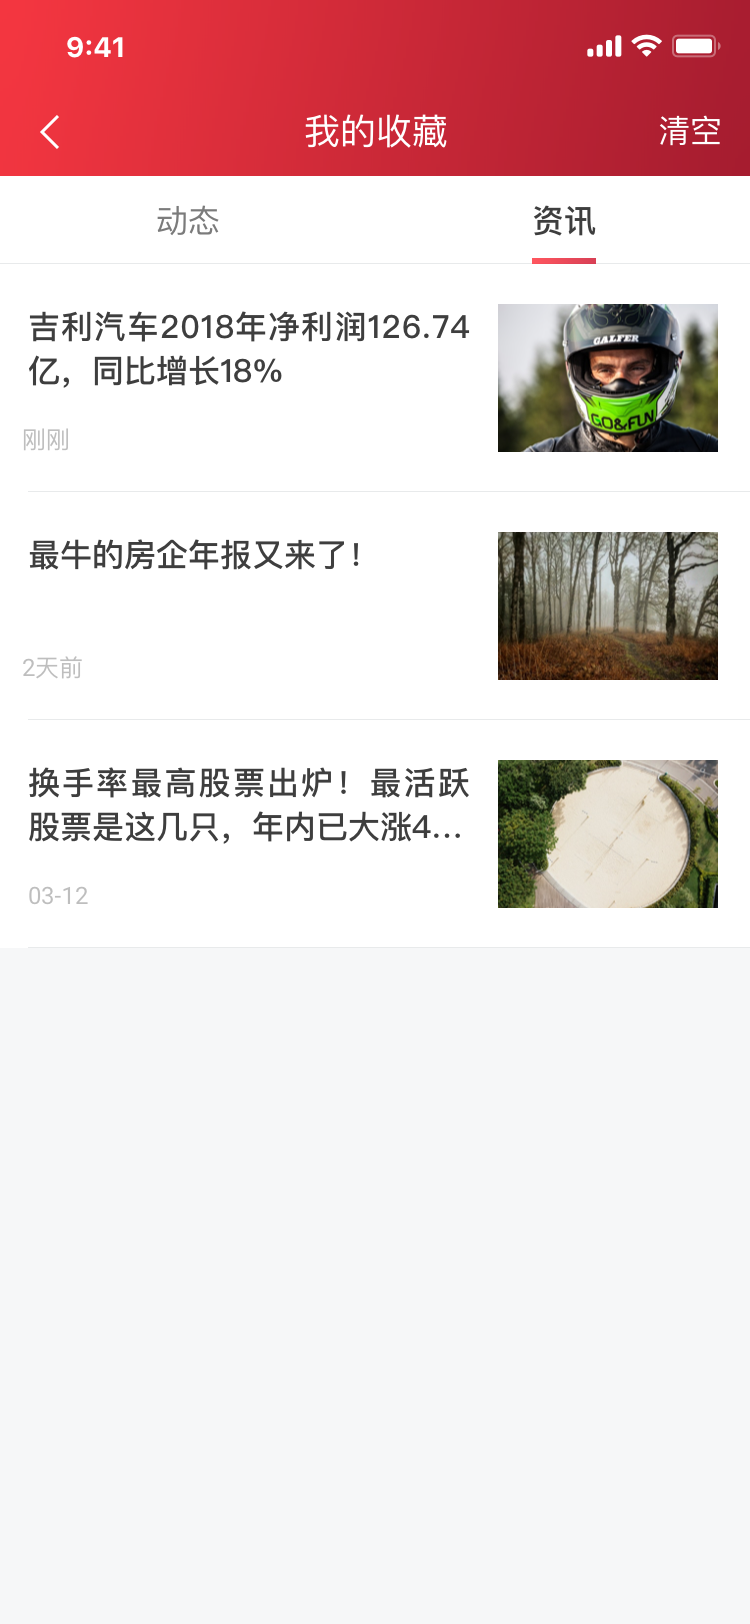 9:41
我的收藏
清空
动态
资讯
吉利汽车2018年净利润126.74
亿，同比增长18%
GALFER
GO&FUN
刚刚
最牛的房企年报又来了！
2天前
换手率最高股票出炉！最活跃
股票是这几只，年内已大涨4...
03-12